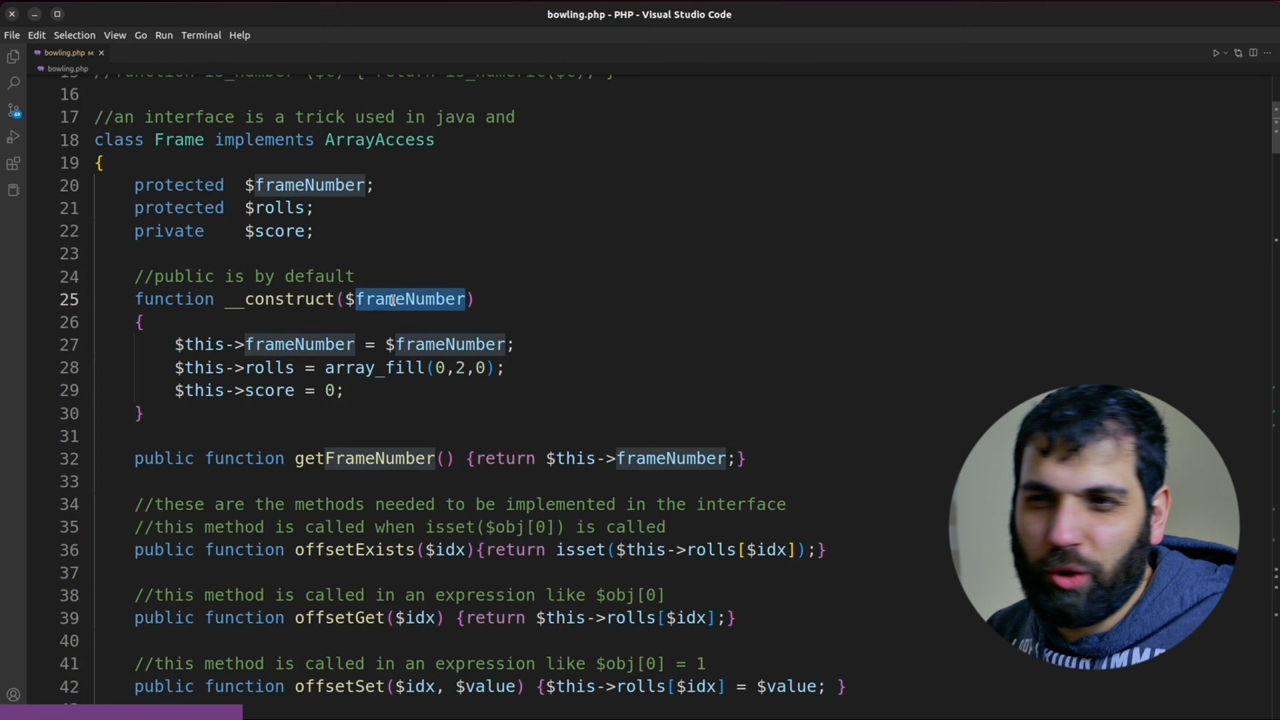 bowling.php - PHP - Visual Studio Code
File Edit Selection View Go Run Terminal Help
bowling.php M
bowling.php
15 //function is_number ($c) { return is_numeric($c); }
16
17 //an interface is a trick used in java and
18 class Frame implements ArrayAccess
19 {
20 protected $frameNumber;
21 protected $rolls;
22 private $score;
23
24 //public is by default
25 function __construct($frameNumber)
26 {
27 $this->frameNumber = $frameNumber;
28 $this->rolls = array_fill(0,2,0);
29 $this->score = 0;
30 }
31
32 public function getFrameNumber() {return $this->frameNumber;}
33
34 //these are the methods needed to be implemented in the interface
35 //this method is called when isset($obj[0]) is called
36 public function offsetExists($idx){return isset($this->rolls[$idx]);}
37
38 //this method is called in an expression like $obj[0]
39 public function offsetGet($idx) {return $this->rolls[$idx];}
40
41 //this method is called in an expression like $obj[0] = 1
42 public function offsetSet($idx, $value) {$this->rolls[$idx] = $value; }